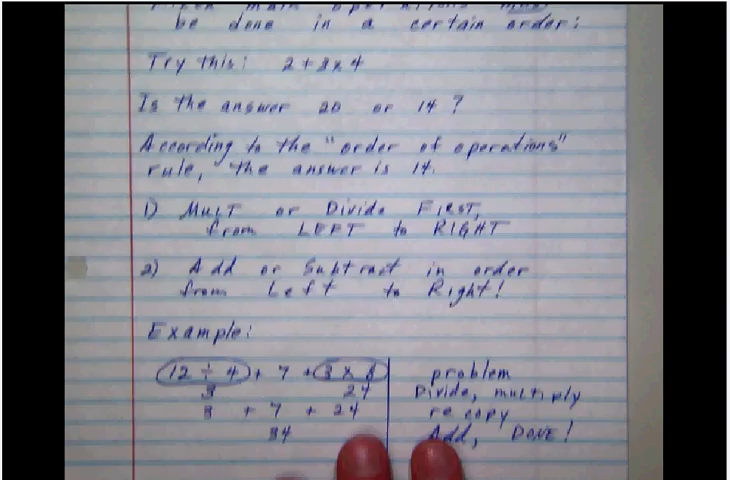 be done in a certain order:
Try this: 2 + 3 x 4
Is the answer 20 or 14?
According to the "order of operations"
rule, the answer is 14.
1) Mult or Divide First,
from LEFT to RIGHT
2) Add or Subtract in order
from Left to Right!
Example:
12 ÷ 4 + 7 + 3 x 8 problem
3 24 Divide, multiply
3 + 7 + 24 recopy
34 Add, DONE!